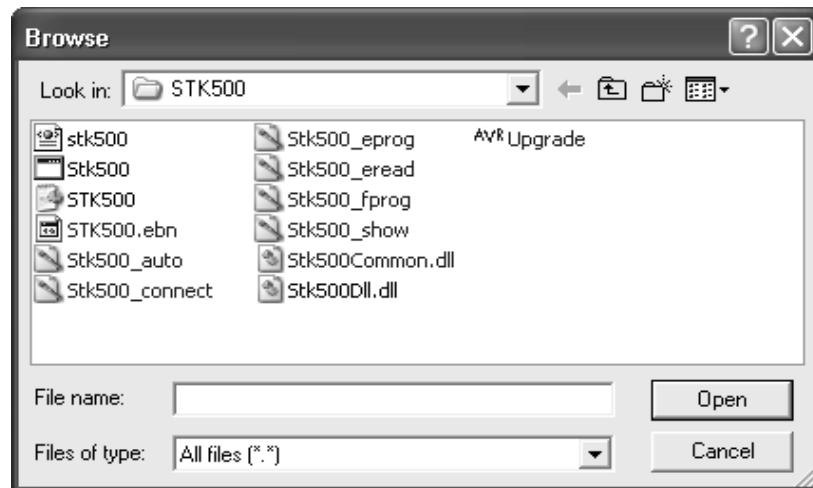 Browse
Look in: STK500
stk500 Stk500_eprog AVR Upgrade
Stk500 Stk500_eread
STK500 Stk500_fprog
STK500.ebn Stk500_show
Stk500_auto Stk500Common.dll
Stk500_connect Stk500Dll.dll
File name: Open
Files of type: All files (*.*) Cancel